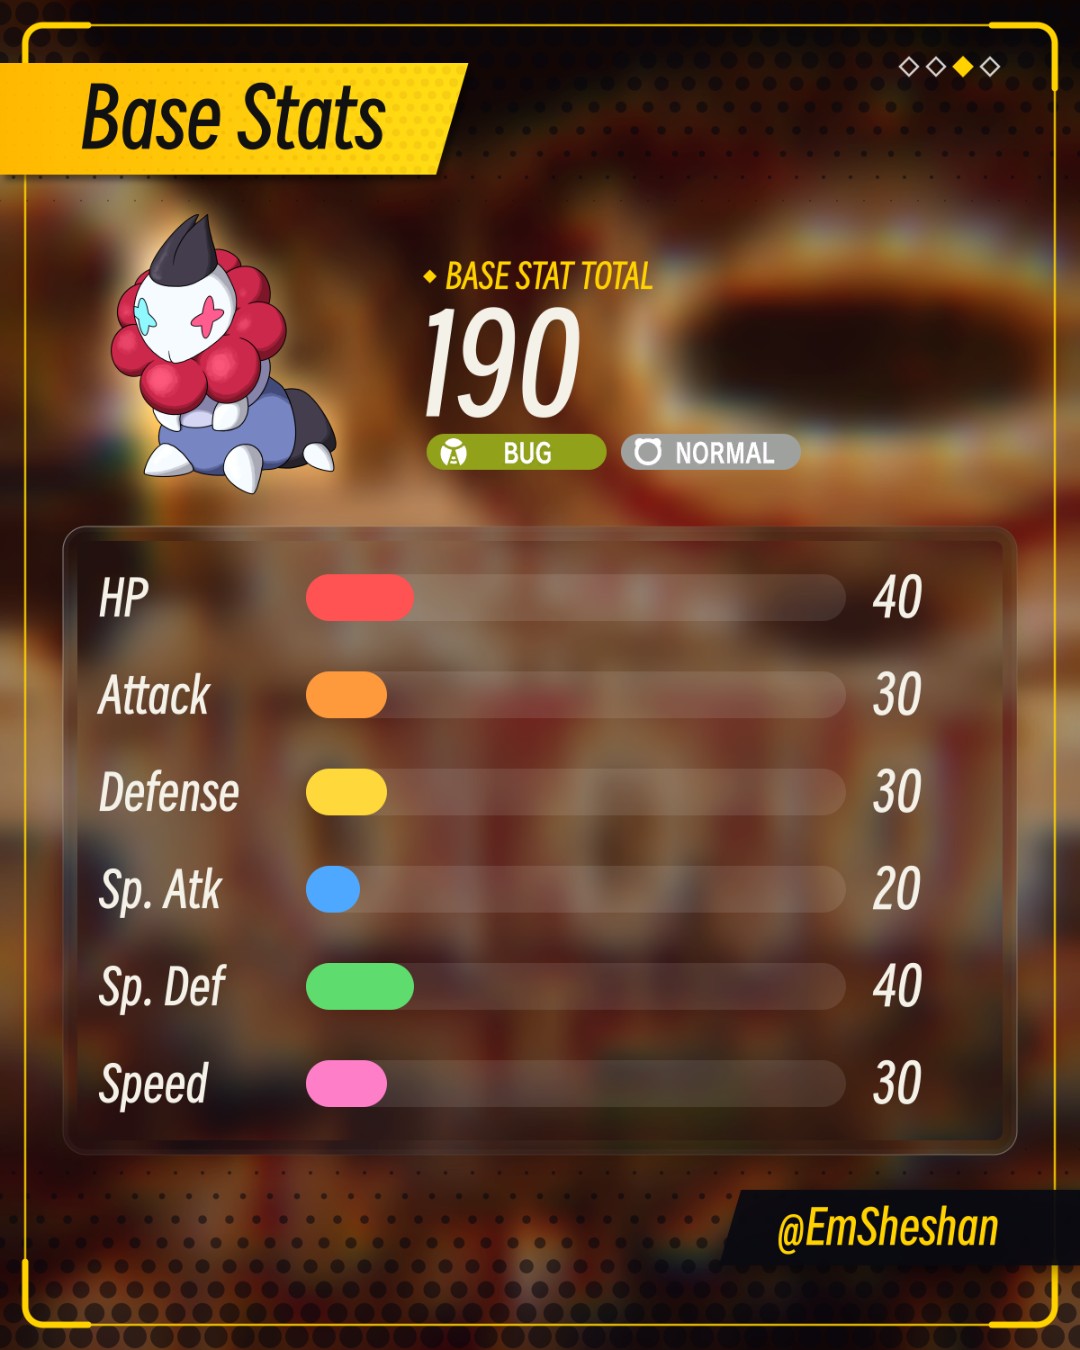 Base Stats
BASE STAT TOTAL
190
BUG NORMAL
HP 40
Attack 30
Defense 30
Sp. Atk 20
Sp. Def 40
Speed 30
@EmSheshan